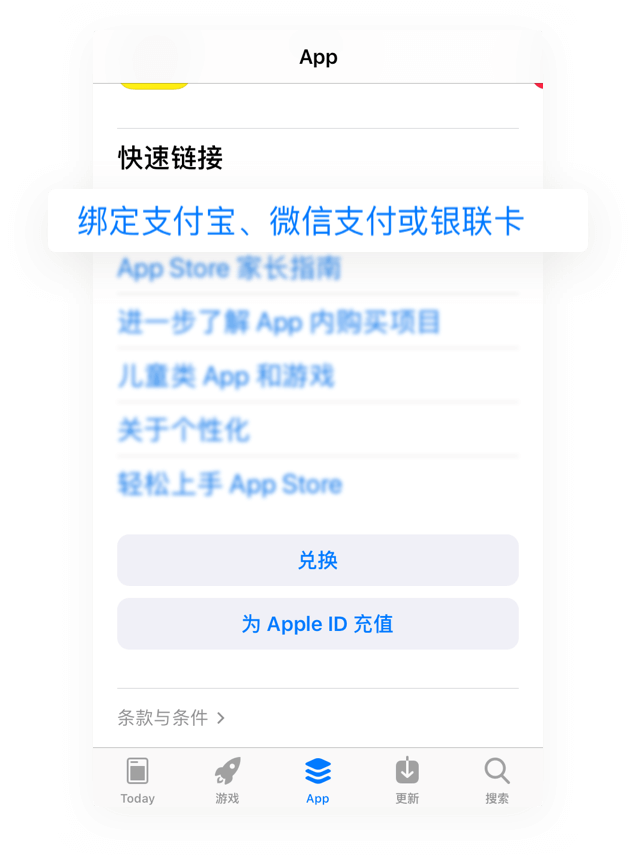 App
快速链接
绑定支付宝、微信支付或银联卡
App Store 家长指南
进一步了解 App 内购买项目
儿童类 App 和游戏
关于个性化
轻松上手 App Store
兑换
为 Apple ID 充值
条款与条件
Today 游戏 App 更新 搜索